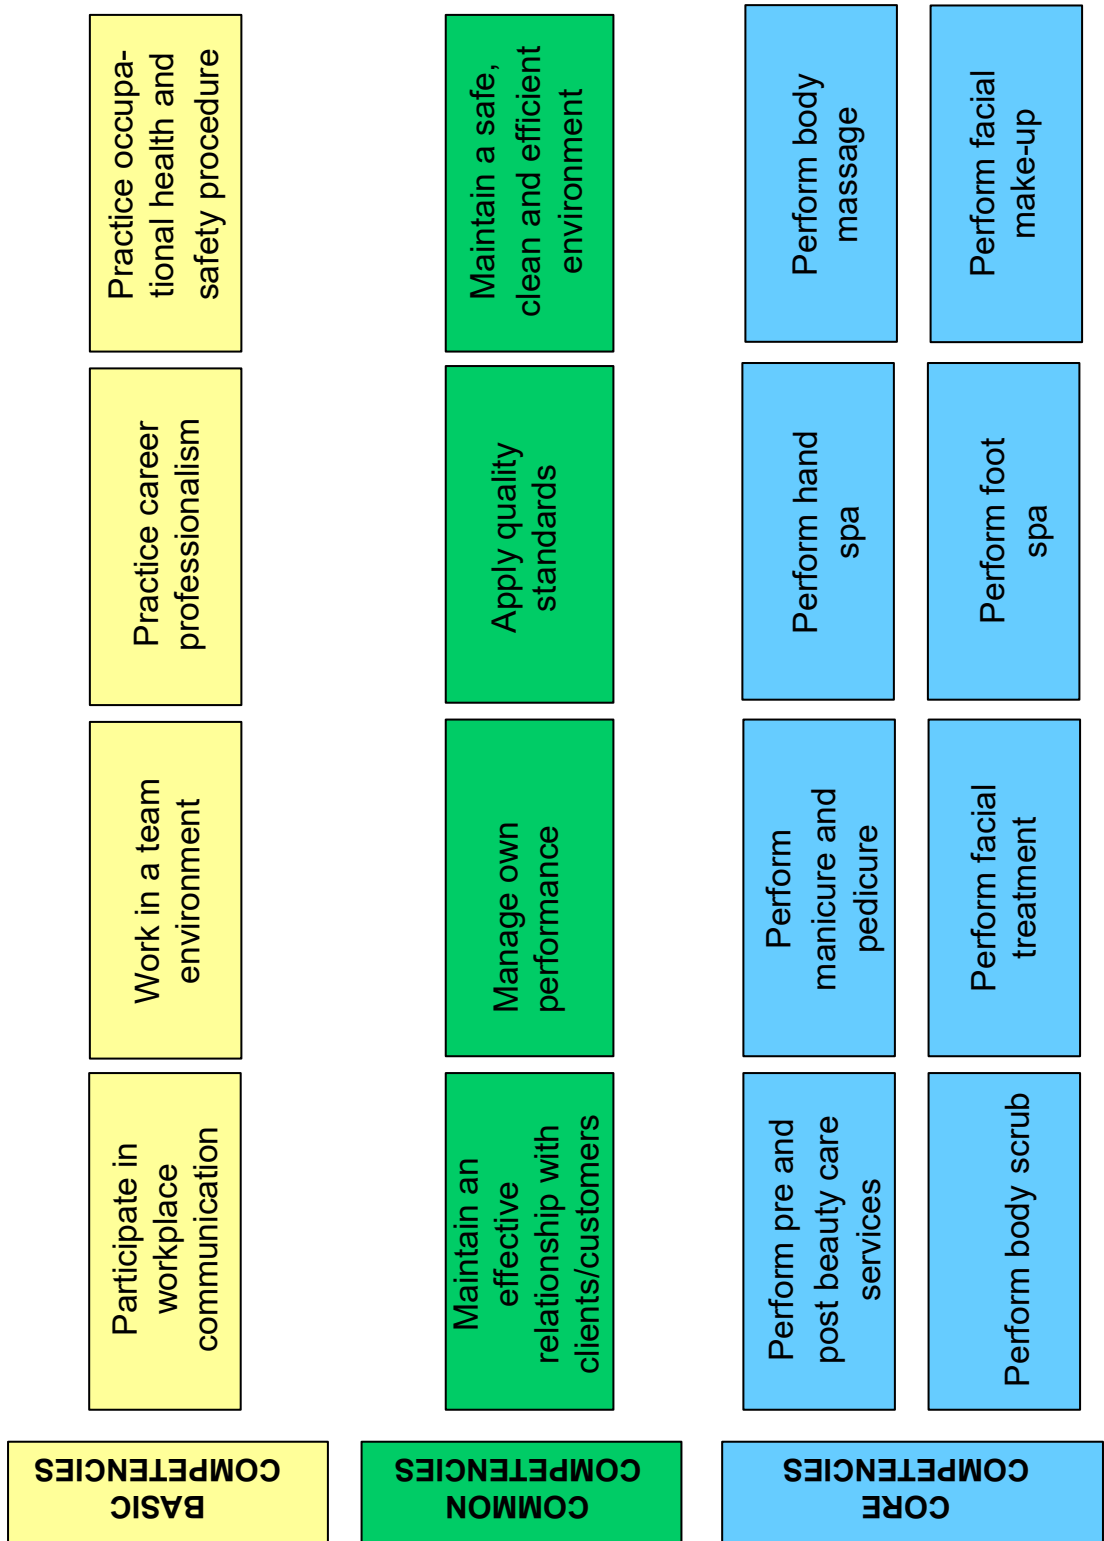 BASIC
COMPETENCIES
Participate in
workplace
communication
Work in a team
environment
Practice career
professionalism
Practice occupa-
tional health and
safety procedure
COMMON
COMPETENCIES
Maintain an
effective
relationship with
clients/customers
Manage own
performance
Apply quality
standards
Maintain a safe,
clean and efficient
environment
CORE
COMPETENCIES
Perform pre and
post beauty care
services
Perform
manicure and
pedicure
Perform hand
spa
Perform body
massage
Perform body scrub
Perform facial
treatment
Perform foot
spa
Perform facial
make-up